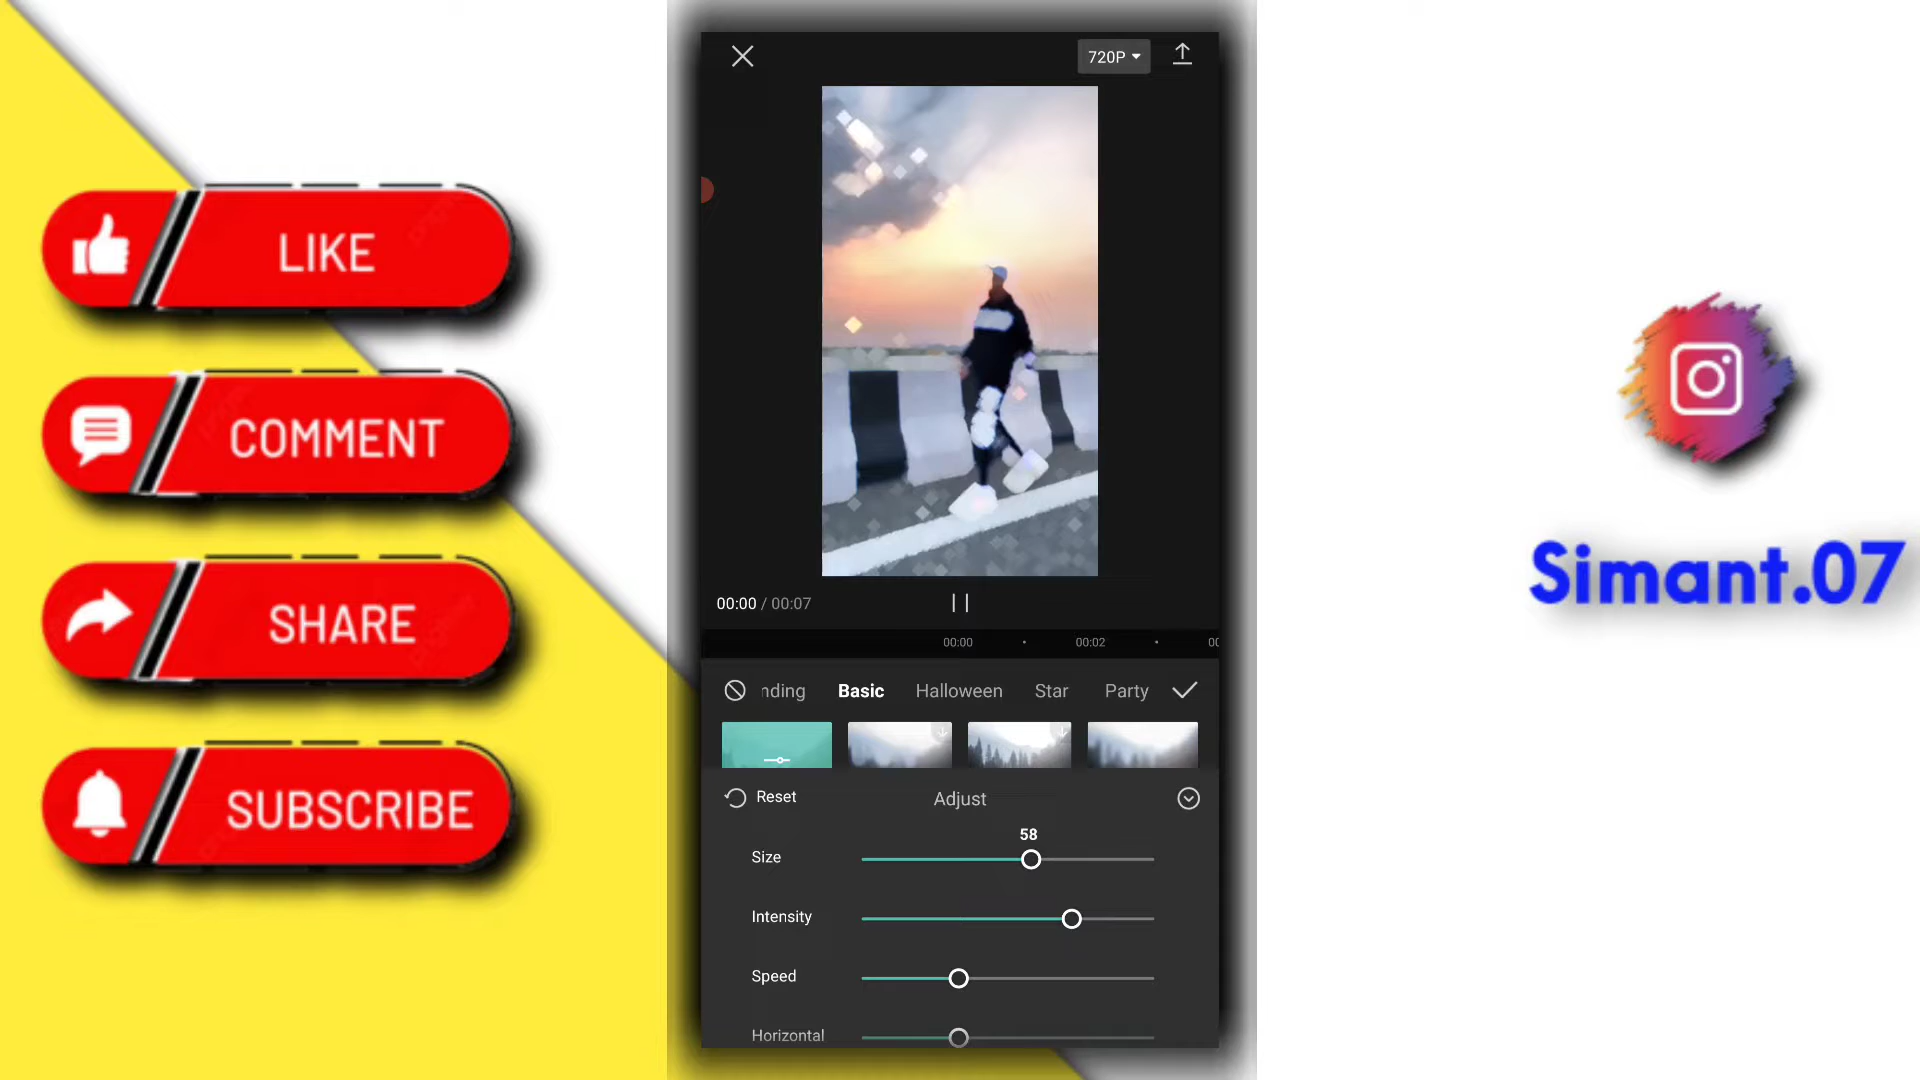 LIKE
COMMENT
SHARE
SUBSCRIBE
720P
00:00 / 00:07
00:00
00:02
nding Basic Halloween Star Party
Reset
Adjust
58
Size
Intensity
Speed
Horizontal
Simant.07